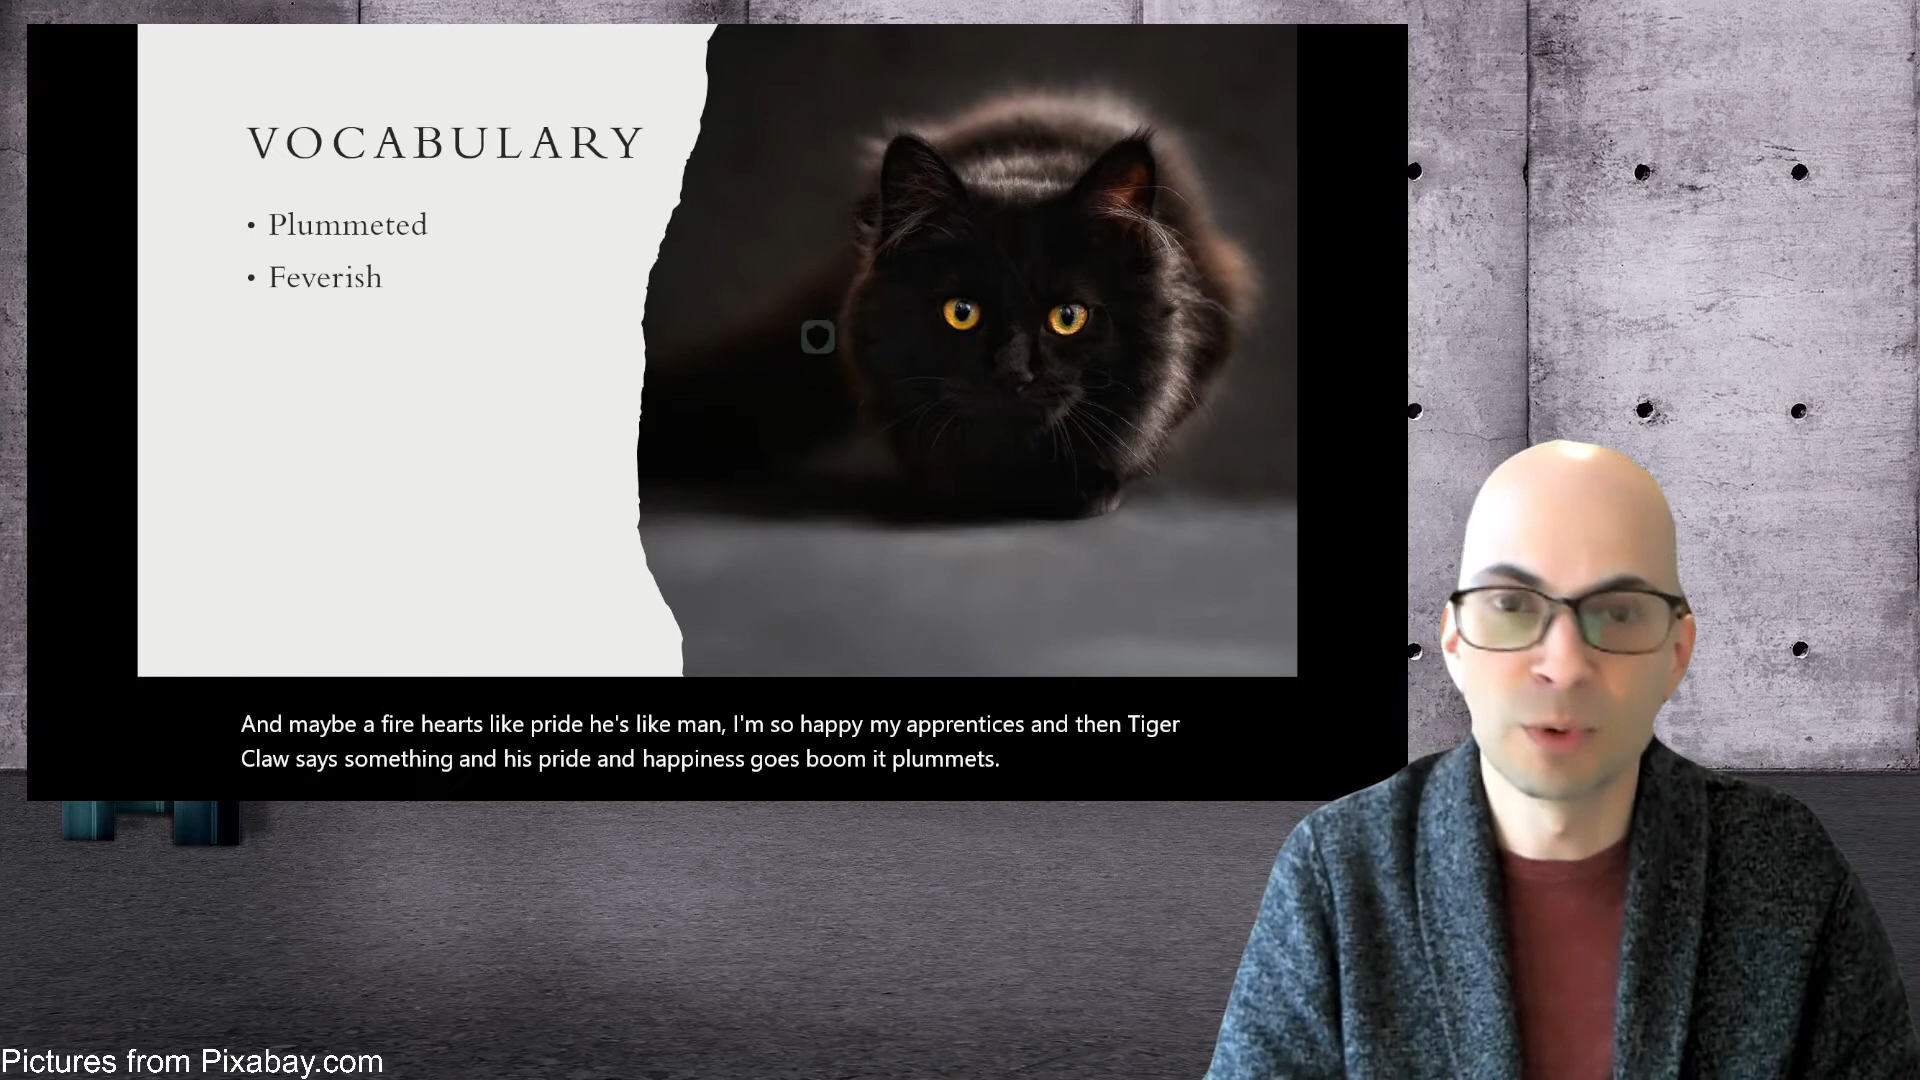 VOCABULARY
• Plummeted
• Feverish
And maybe a fire hearts like pride he's like man, I'm so happy my apprentices and then Tiger
Claw says something and his pride and happiness goes boom it plummets.
Pictures from Pixabay.com